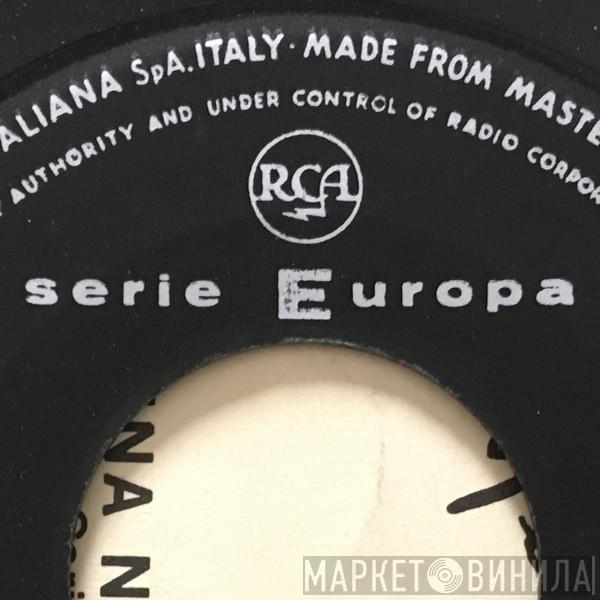 ALIANA SpA. ITALY · MADE FROM MASTE
AUTHORITY AND UNDER CONTROL OF RADIO CORPOR
RCA
serie Europa
NA N
МАРКЕТ ВИНИЛА